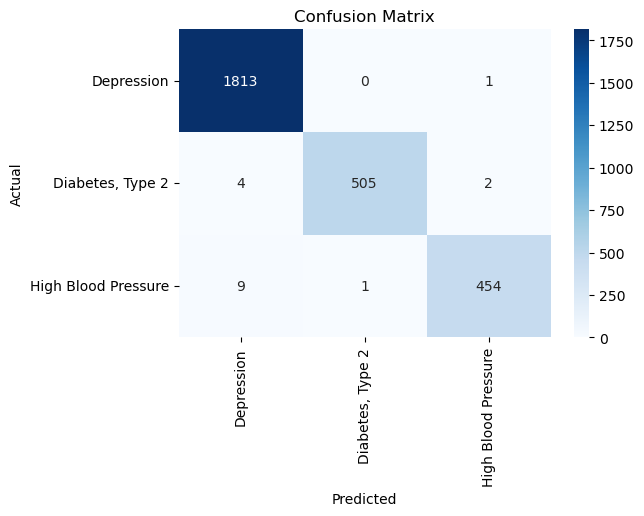 Confusion Matrix
Actual
Depression
1813 0 1
Diabetes, Type 2
4 505 2
High Blood Pressure
9 1 454
Depression
Diabetes, Type 2
High Blood Pressure
Predicted
1750
1500
1250
1000
750
500
250
0